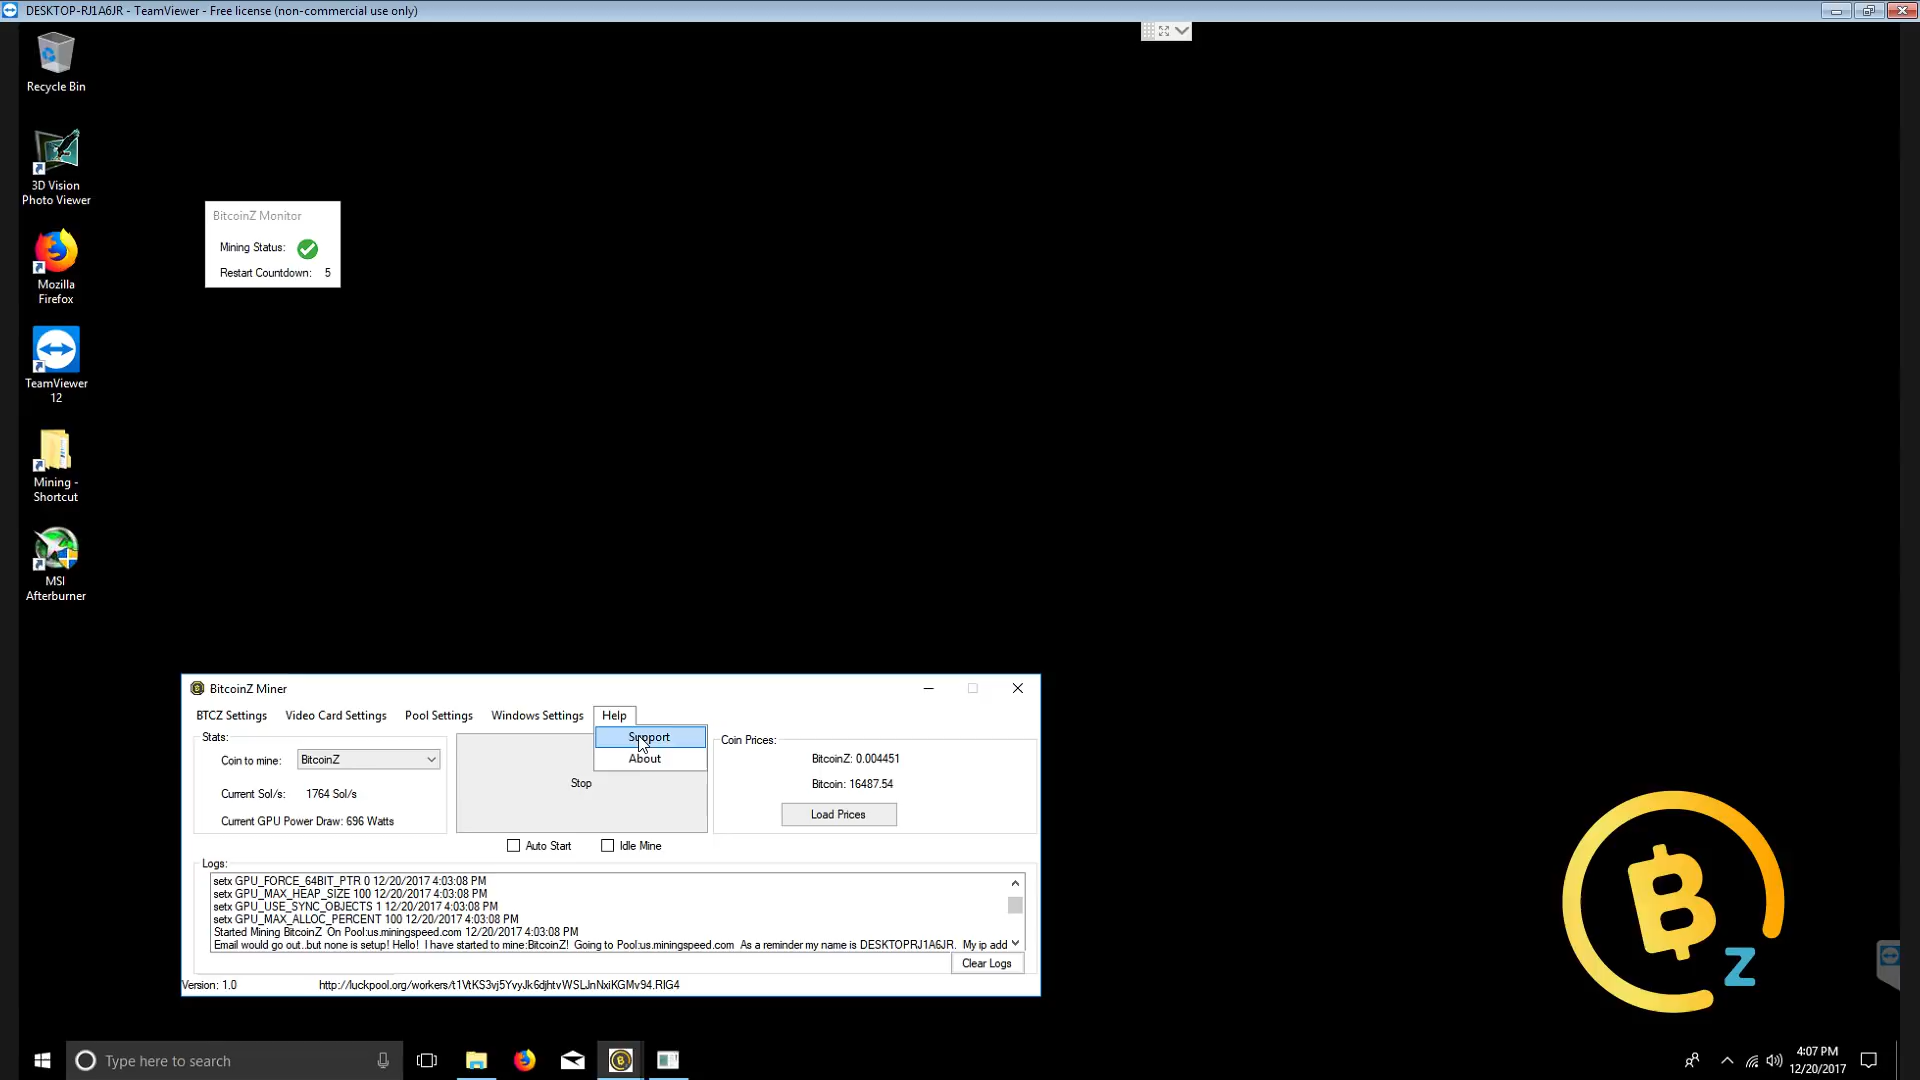 DESKTOP-RJ1A6JR - TeamViewer - Free license (non-commercial use only)
Recycle Bin
3D Vision
Photo Viewer
Mozilla
Firefox
TeamViewer
12
Mining -
Shortcut
MSI
Afterburner
BitcoinZ Monitor
Mining Status:
Restart Countdown: 5
BitcoinZ Miner
BTCZ Settings Video Card Settings Pool Settings Windows Settings Help
Support
About
Stats:
Coin to mine: BitcoinZ
Current Sol/s: 1764 Sol/s
Current GPU Power Draw: 696 Watts
Stop
Auto Start Idle Mine
Coin Prices:
BitcoinZ: 0.004451
Bitcoin: 16487.54
Load Prices
Logs:
setx GPU_FORCE_64BIT_PTR 0 12/20/2017 4:03:08 PM
setx GPU_MAX_HEAP_SIZE 100 12/20/2017 4:03:08 PM
setx GPU_USE_SYNC_OBJECTS 1 12/20/2017 4:03:08 PM
setx GPU_MAX_ALLOC_PERCENT 100 12/20/2017 4:03:08 PM
Started Mining BitcoinZ On Pool:us.miningspeed.com 12/20/2017 4:03:08 PM
Email would go out..but none is setup! Hello! I have started to mine:BitcoinZ! Going to Pool:us.miningspeed.com As a reminder my name is DESKTOPRJ1A6JR. My ip add
Clear Logs
Version: 1.0 http://luckpool.org/workers/t1VtKS3vj5YvyJk6djhtvWSLJnNxiKGMv94.RIG4
BZ
Type here to search
4:07 PM
12/20/2017